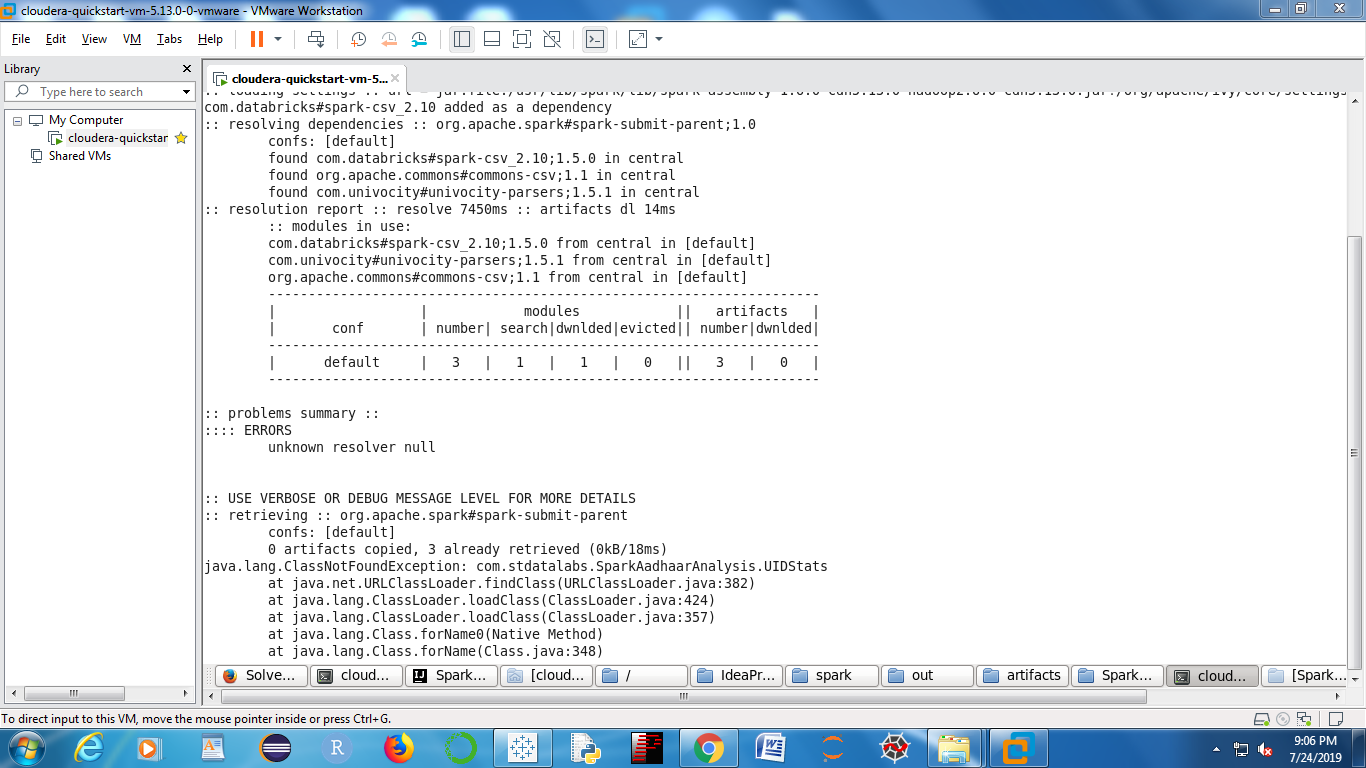 cloudera-quickstart-vm-5.13.0-0-vmware - VMware Workstation
File Edit View VM Tabs Help
Library
Type here to search
My Computer
cloudera-quickstar
Shared VMs
cloudera-quickstart-vm-5...
com.databricks#spark-csv_2.10 added as a dependency
:: resolving dependencies :: org.apache.spark#spark-submit-parent;1.0
confs: [default]
found com.databricks#spark-csv_2.10;1.5.0 in central
found org.apache.commons#commons-csv;1.1 in central
found com.univocity#univocity-parsers;1.5.1 in central
:: resolution report :: resolve 7450ms :: artifacts dl 14ms
:: modules in use:
com.databricks#spark-csv_2.10;1.5.0 from central in [default]
com.univocity#univocity-parsers;1.5.1 from central in [default]
org.apache.commons#commons-csv;1.1 from central in [default]
---------------------------------------------------------------------
|                  |            modules            ||   artifacts   |
|       conf       | number| search|dwnlded|evicted|| number|dwnlded|
---------------------------------------------------------------------
|      default     |   3   |   1   |   1   |   0   ||   3   |   0   |
---------------------------------------------------------------------
:: problems summary ::
:::: ERRORS
unknown resolver null
:: USE VERBOSE OR DEBUG MESSAGE LEVEL FOR MORE DETAILS
:: retrieving :: org.apache.spark#spark-submit-parent
confs: [default]
0 artifacts copied, 3 already retrieved (0kB/18ms)
java.lang.ClassNotFoundException: com.stdatalabs.SparkAadhaarAnalysis.UIDStats
at java.net.URLClassLoader.findClass(URLClassLoader.java:382)
at java.lang.ClassLoader.loadClass(ClassLoader.java:424)
at java.lang.ClassLoader.loadClass(ClassLoader.java:357)
at java.lang.Class.forName0(Native Method)
at java.lang.Class.forName(Class.java:348)
Solve... cloud... Spark... [cloud... / IdeaPr... spark out artifacts Spark... cloud... [Spark...
To direct input to this VM, move the mouse pointer inside or press Ctrl+G.
9:06 PM
7/24/2019